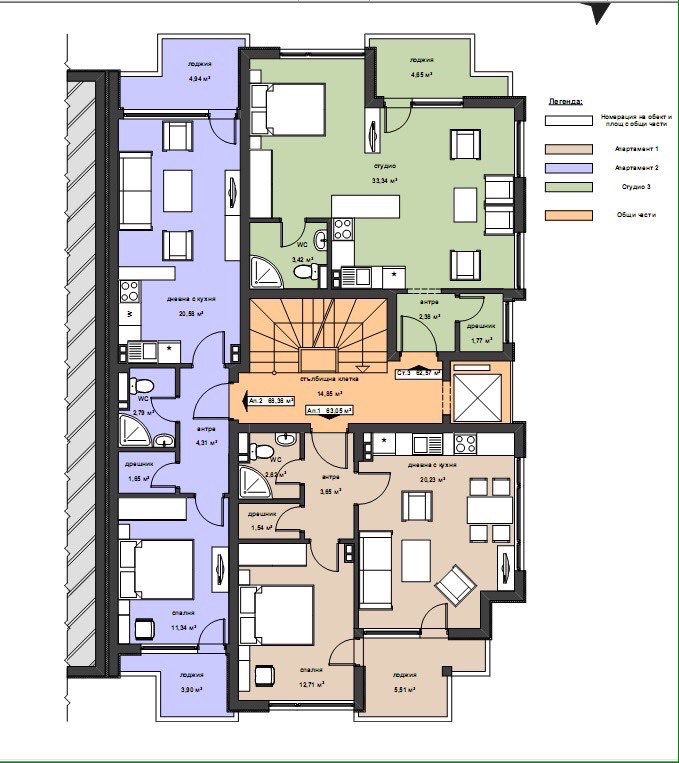 лоджия
4,94 м²
лоджия
4,65 м²
Легенда:
Номерация на обект и
площ с общи части
Апартамент 1
Апартамент 2
Студио 3
Общи части
студио
33,34 м²
WC
3,42 м²
*
дневна с кухня
20,58 м²
*
антре
2,38 м²
дрешник
1,77 м²
стълбищна клетка
14,85 м²
Ст.3 62,57 м²
Ап.2 68,36 м²
Ап.1 63,05 м²
WC
2,79 м²
антре
4,31 м²
дрешник
1,65 м²
WC
2,62 м²
антре
3,65 м²
*
дневна с кухня
20,23 м²
дрешник
1,54 м²
спалня
11,34 м²
лоджия
3,90 м²
спалня
12,71 м²
лоджия
5,51 м²